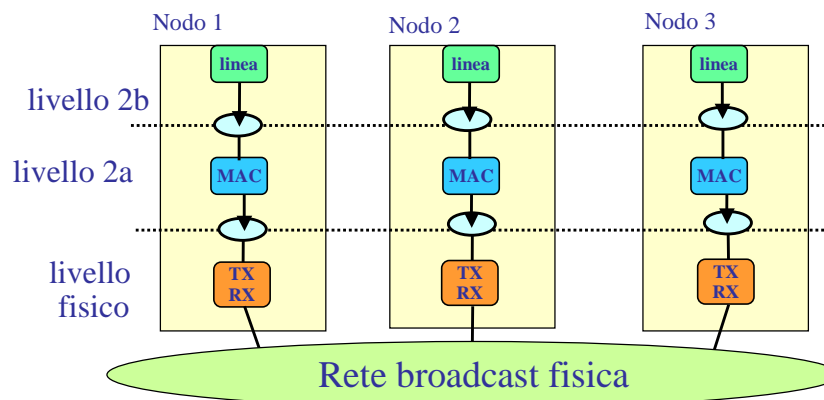 Nodo 1
Nodo 2
Nodo 3
linea
linea
linea
livello 2b
livello 2a
MAC
MAC
MAC
livello
fisico
TX
RX
TX
RX
TX
RX
Rete broadcast fisica